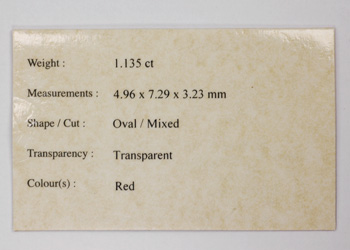 Weight : 1.135 ct
Measurements : 4.96 x 7.29 x 3.23 mm
Shape / Cut : Oval / Mixed
Transparency : Transparent
Colour(s) : Red